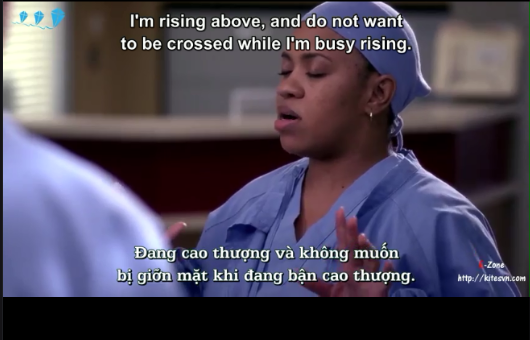 I'm rising above, and do not want
to be crossed while I'm busy rising.
Đang cao thượng và không muốn
bị giỡn mặt khi đang bận cao thượng.
-Zone
http://kitesvn.com